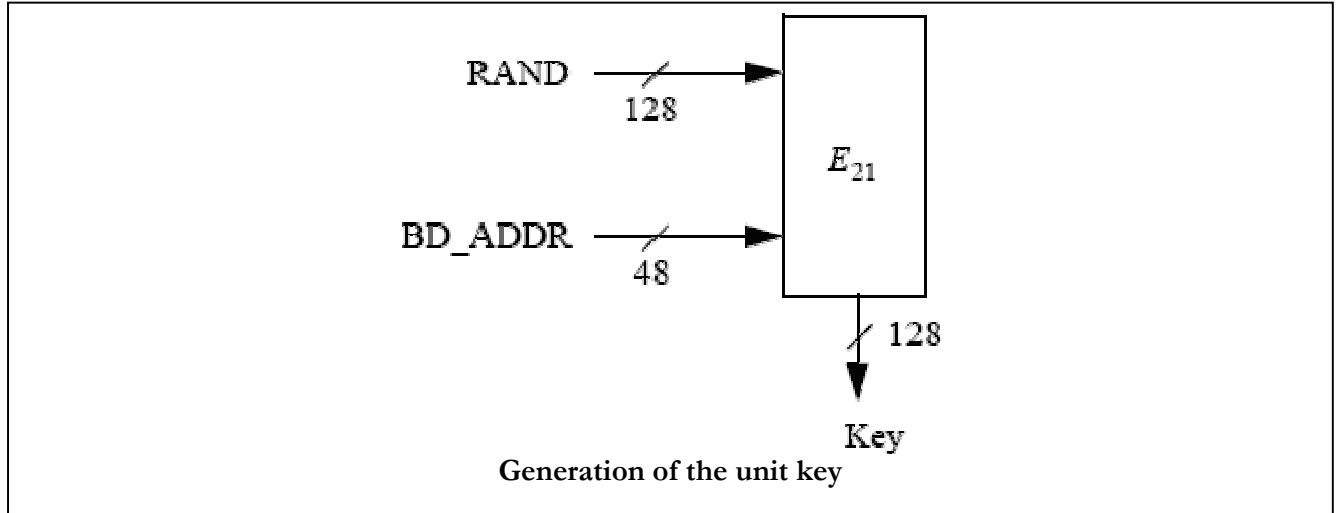 RAND
128
E21
BD_ADDR
48
128
Key
Generation of the unit key